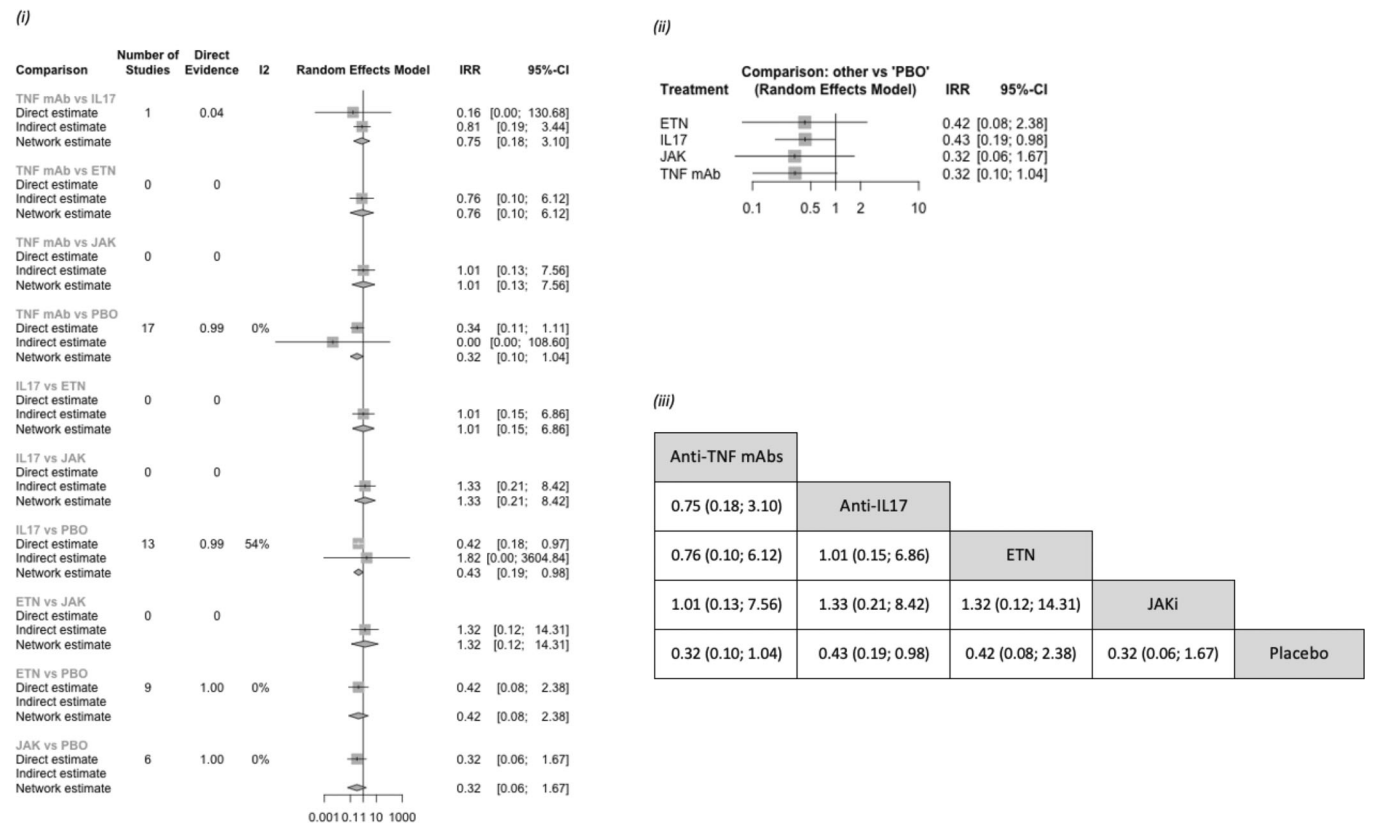 (i)
Comparison Number of Studies Direct Evidence I2 Random Effects Model IRR 95%-CI
TNF mAb vs IL17
Direct estimate 1 0.04 0.16 [0.00; 130.68]
Indirect estimate 0.81 [0.19; 3.44]
Network estimate 0.75 [0.18; 3.10]
TNF mAb vs ETN
Direct estimate 0 0
Indirect estimate 0.76 [0.10; 6.12]
Network estimate 0.76 [0.10; 6.12]
TNF mAb vs JAK
Direct estimate 0 0
Indirect estimate 1.01 [0.13; 7.56]
Network estimate 1.01 [0.13; 7.56]
TNF mAb vs PBO
Direct estimate 17 0.99 0% 0.34 [0.11; 1.11]
Indirect estimate 0.00 [0.00; 108.60]
Network estimate 0.32 [0.10; 1.04]
IL17 vs ETN
Direct estimate 0 0
Indirect estimate 1.01 [0.15; 6.86]
Network estimate 1.01 [0.15; 6.86]
IL17 vs JAK
Direct estimate 0 0
Indirect estimate 1.33 [0.21; 8.42]
Network estimate 1.33 [0.21; 8.42]
IL17 vs PBO
Direct estimate 13 0.99 54% 0.42 [0.18; 0.97]
Indirect estimate 1.82 [0.00; 3604.84]
Network estimate 0.43 [0.19; 0.98]
ETN vs JAK
Direct estimate 0 0
Indirect estimate 1.32 [0.12; 14.31]
Network estimate 1.32 [0.12; 14.31]
ETN vs PBO
Direct estimate 9 1.00 0% 0.42 [0.08; 2.38]
Indirect estimate
Network estimate 0.42 [0.08; 2.38]
JAK vs PBO
Direct estimate 6 1.00 0% 0.32 [0.06; 1.67]
Indirect estimate
Network estimate 0.32 [0.06; 1.67]
0.001 0.1 1 10 1000
(ii)
Comparison: other vs 'PBO'
Treatment (Random Effects Model) IRR 95%-CI
ETN 0.42 [0.08; 2.38]
IL17 0.43 [0.19; 0.98]
JAK 0.32 [0.06; 1.67]
TNF mAb 0.32 [0.10; 1.04]
0.1 0.5 1 2 10
(iii)
Anti-TNF mAbs
0.75 (0.18; 3.10) Anti-IL17
0.76 (0.10; 6.12) 1.01 (0.15; 6.86) ETN
1.01 (0.13; 7.56) 1.33 (0.21; 8.42) 1.32 (0.12; 14.31) JAKi
0.32 (0.10; 1.04) 0.43 (0.19; 0.98) 0.42 (0.08; 2.38) 0.32 (0.06; 1.67) Placebo